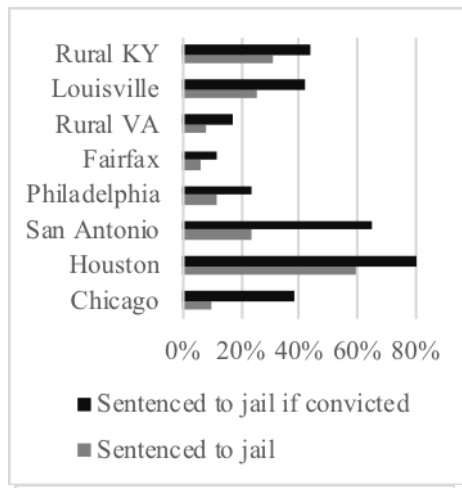 Rural KY
Louisville
Rural VA
Fairfax
Philadelphia
San Antonio
Houston
Chicago
0% 20% 40% 60% 80%
Sentenced to jail if convicted
Sentenced to jail